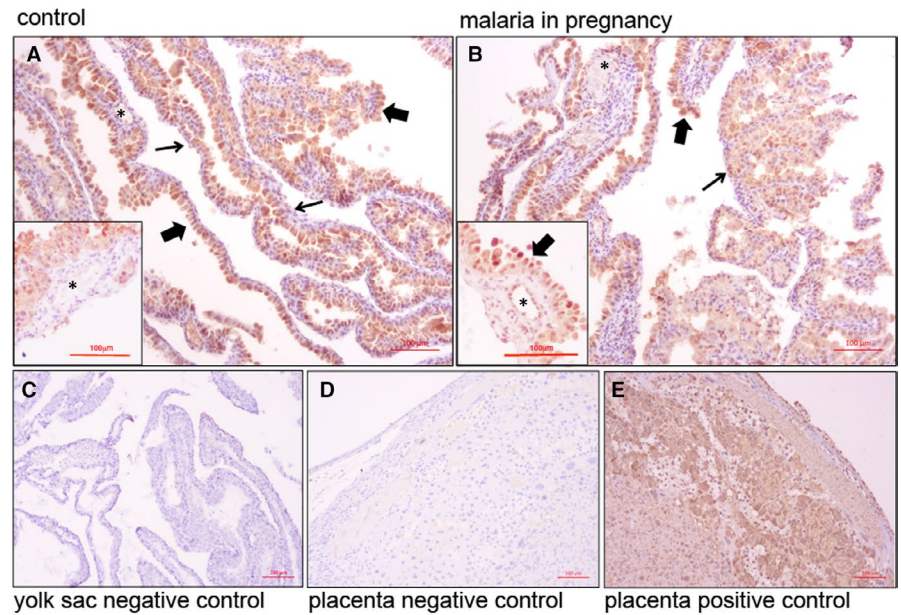 control
malaria in pregnancy
A
B
*
*
*
*
100µm
100µm
100µm
100µm
C
D
E
100µm
100µm
100µm
yolk sac negative control
placenta negative control
placenta positive control